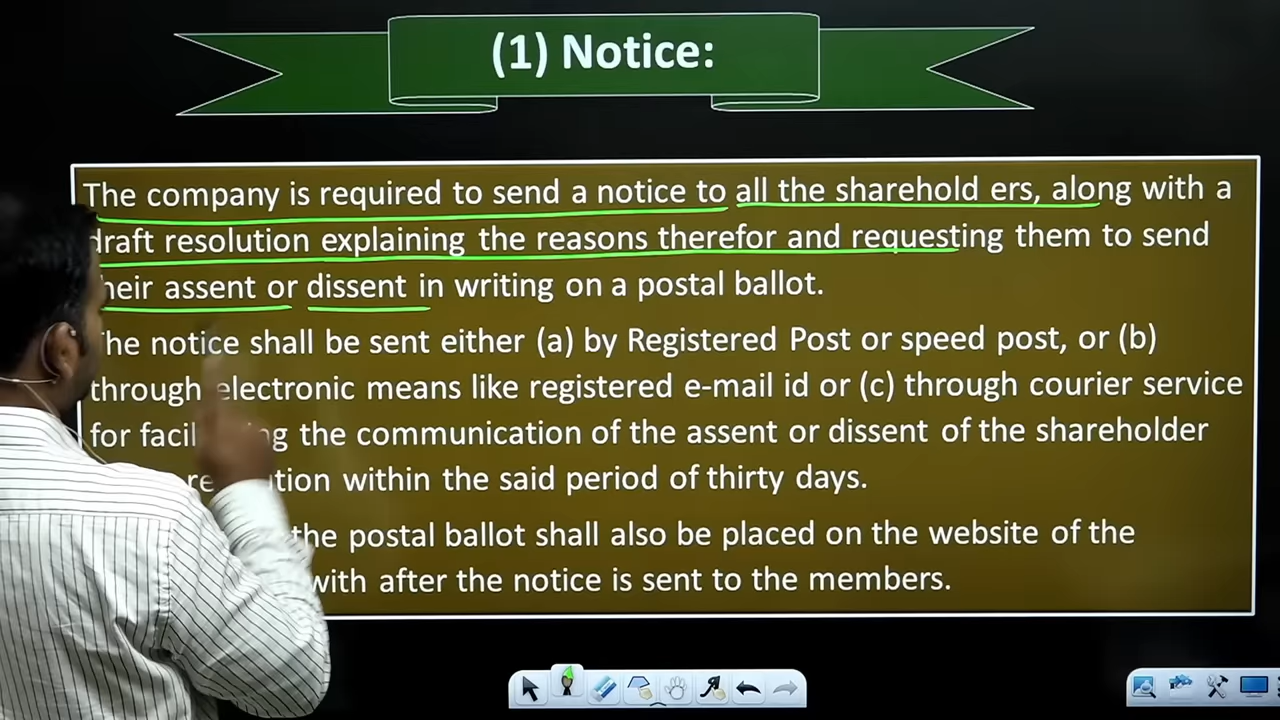 (1) Notice:
The company is required to send a notice to all the sharehold ers, along with a
draft resolution explaining the reasons therefor and requesting them to send
heir assent or dissent in writing on a postal ballot.
The notice shall be sent either (a) by Registered Post or speed post, or (b)
through electronic means like registered e-mail id or (c) through courier service
for facil g the communication of the assent or dissent of the shareholder
re tion within the said period of thirty days.
the postal ballot shall also be placed on the website of the
with after the notice is sent to the members.